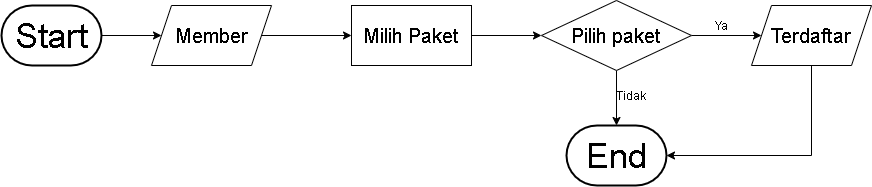 Start
Member
Milih Paket
Pilih paket
Ya
Terdaftar
Tidak
End